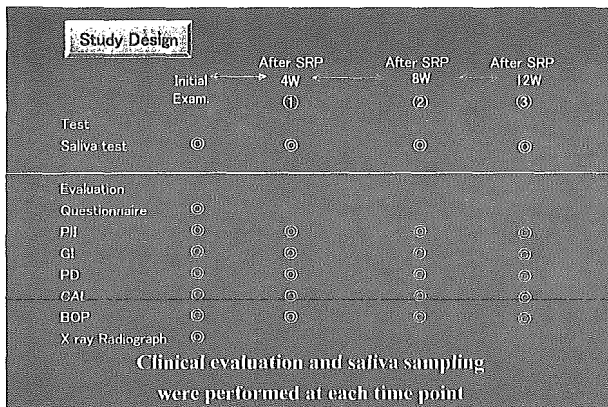 Study Design
After SRP After SRP After SRP
Initial 4W 8W 12W
Exam. (1) (2) (3)
Test
Saliva test ◎ ◎ ◎ ◎
Evaluation
Questionnaire ◎
PlI ◎ ◎ ◎ ◎
GI ◎ ◎ ◎ ◎
PD ◎ ◎ ◎ ◎
CAL ◎ ◎ ◎ ◎
BOP ◎ ◎ ◎ ◎
X ray Radiograph ◎
Clinical evaluation and saliva sampling
were performed at each time point